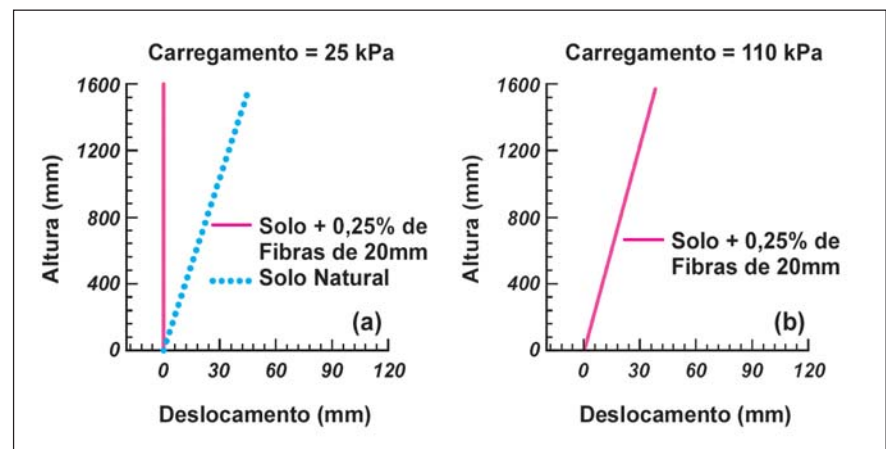 Carregamento = 25 kPa
1600
1200
800
400
0
Altura (mm)
Solo + 0,25% de
Fibras de 20mm
Solo Natural
(a)
0 30 60 90 120
Deslocamento (mm)
Carregamento = 110 kPa
1600
1200
800
400
0
Altura (mm)
Solo + 0,25% de
Fibras de 20mm
(b)
0 30 60 90 120
Deslocamento (mm)